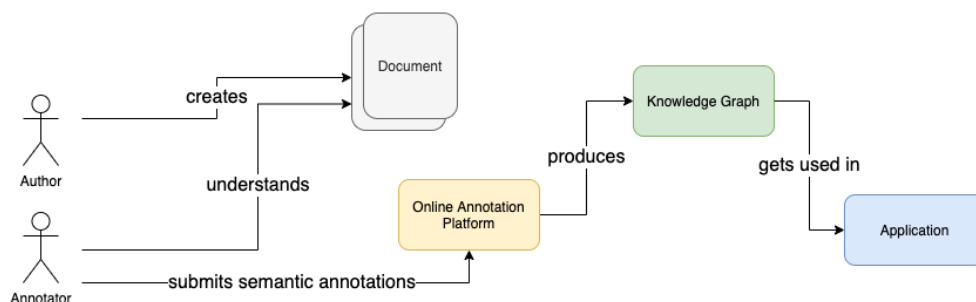 Document
creates
Knowledge Graph
Author
produces
gets used in
understands
Online Annotation
Platform
Application
submits semantic annotations
Annotator